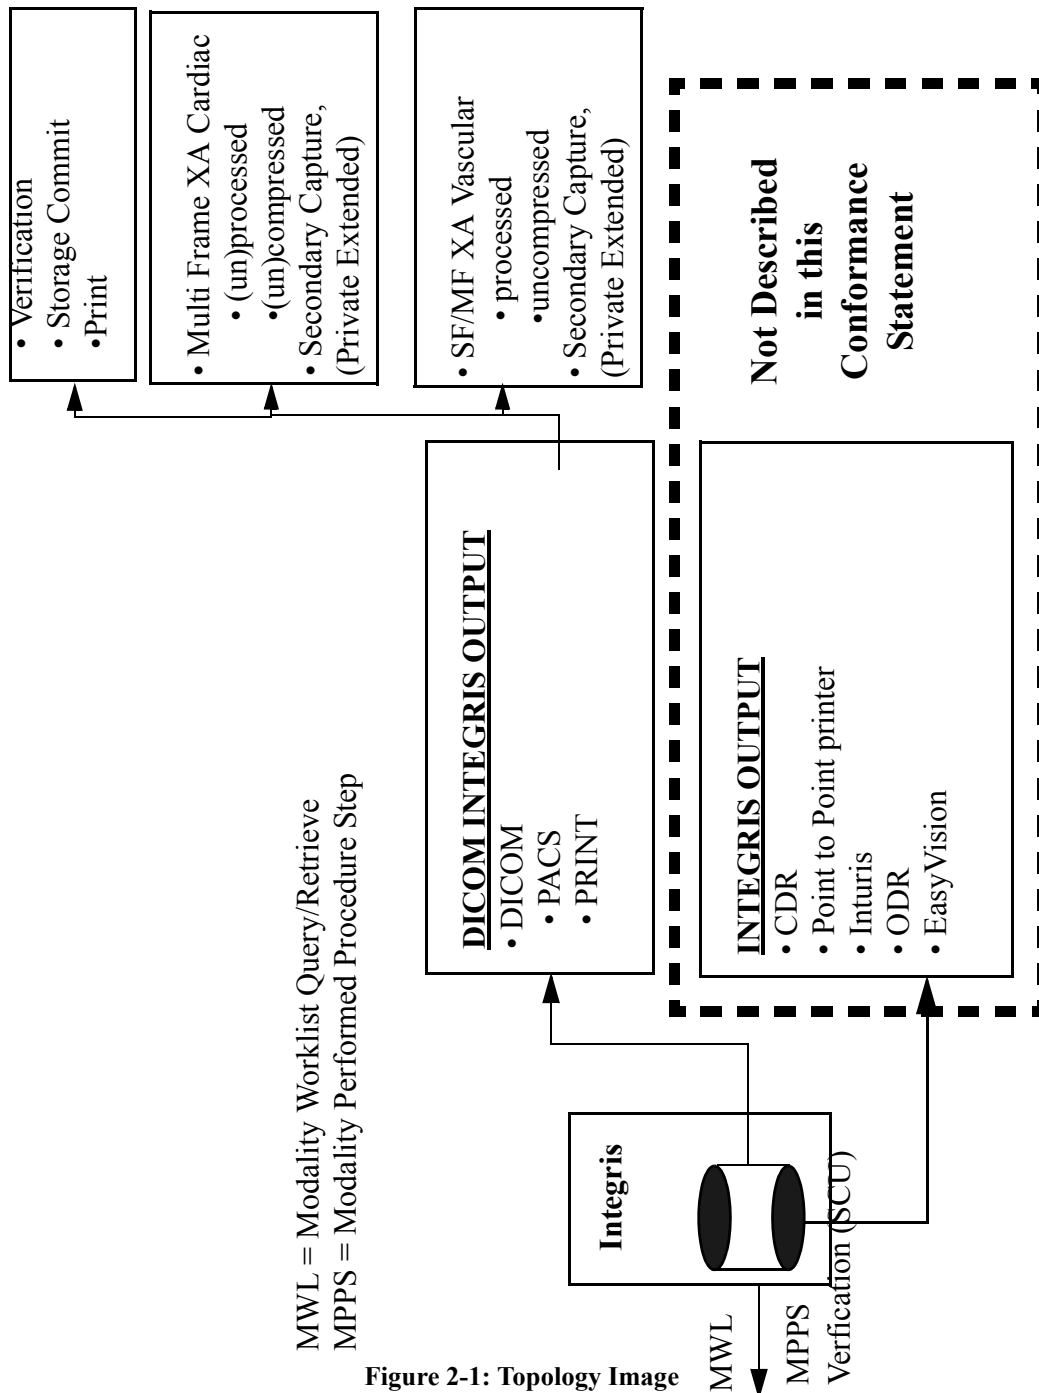 • Verification
• Storage Commit
•Print
• Multi Frame XA Cardiac
• (un)processed
•(un)compressed
• Secondary Capture,
(Private Extended)
• SF/MF XA Vascular
• processed
•uncompressed
• Secondary Capture,
(Private Extended)
Not Described
in this
Conformance
Statement
DICOM INTEGRIS OUTPUT
• DICOM
• PACS
• PRINT
INTEGRIS OUTPUT
• CDR
• Point to Point printer
• Inturis
• ODR
• EasyVision
MWL = Modality Worklist Query/Retrieve
MPPS = Modality Performed Procedure Step
Integris
MWL
MPPS
Verfication (SCU)
Figure 2-1: Topology Image